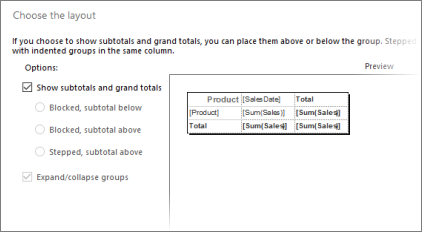 Choose the layout
If you choose to show subtotals and grand totals, you can place them above or below the group. Stepped
with indented groups in the same column.
Options:
Preview
Show subtotals and grand totals
Blocked, subtotal below
Blocked, subtotal above
Stepped, subtotal above
Expand/collapse groups
Product [SalesDate] Total
[Product] [Sum(Sales)] [Sum(Sales)]
Total [Sum(Sales)] [Sum(Sales)]